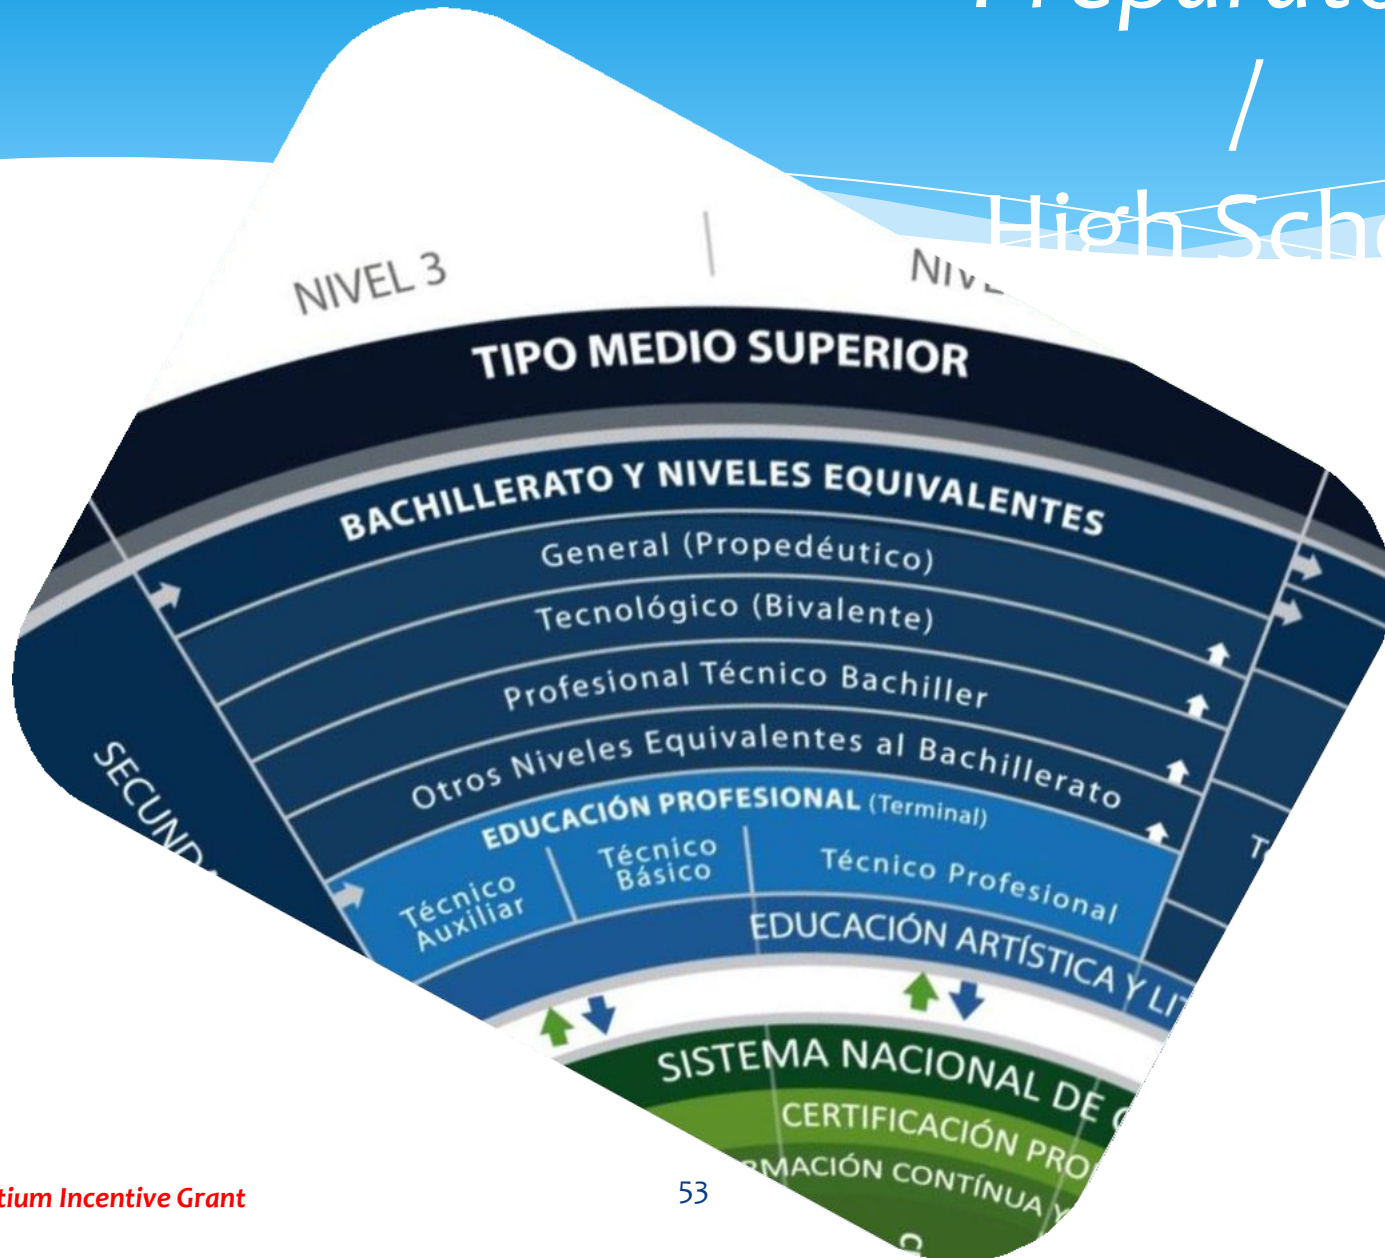 /
High
NIVEL 3
TIPO MEDIO SUPERIOR
BACHILLERATO Y NIVELES EQUIVALENTES
General (Propedéutico)
Tecnológico (Bivalente)
Profesional Técnico Bachiller
Otros Niveles Equivalentes al Bachillerato
EDUCACIÓN PROFESIONAL (Terminal)
Técnico
Auxiliar
Técnico
Básico
Técnico Profesional
EDUCACIÓN ARTÍSTICA Y
SISTEMA NACIONAL DE
CERTIFICACIÓN
CONTÍNUA Y
Incentive Grant
53